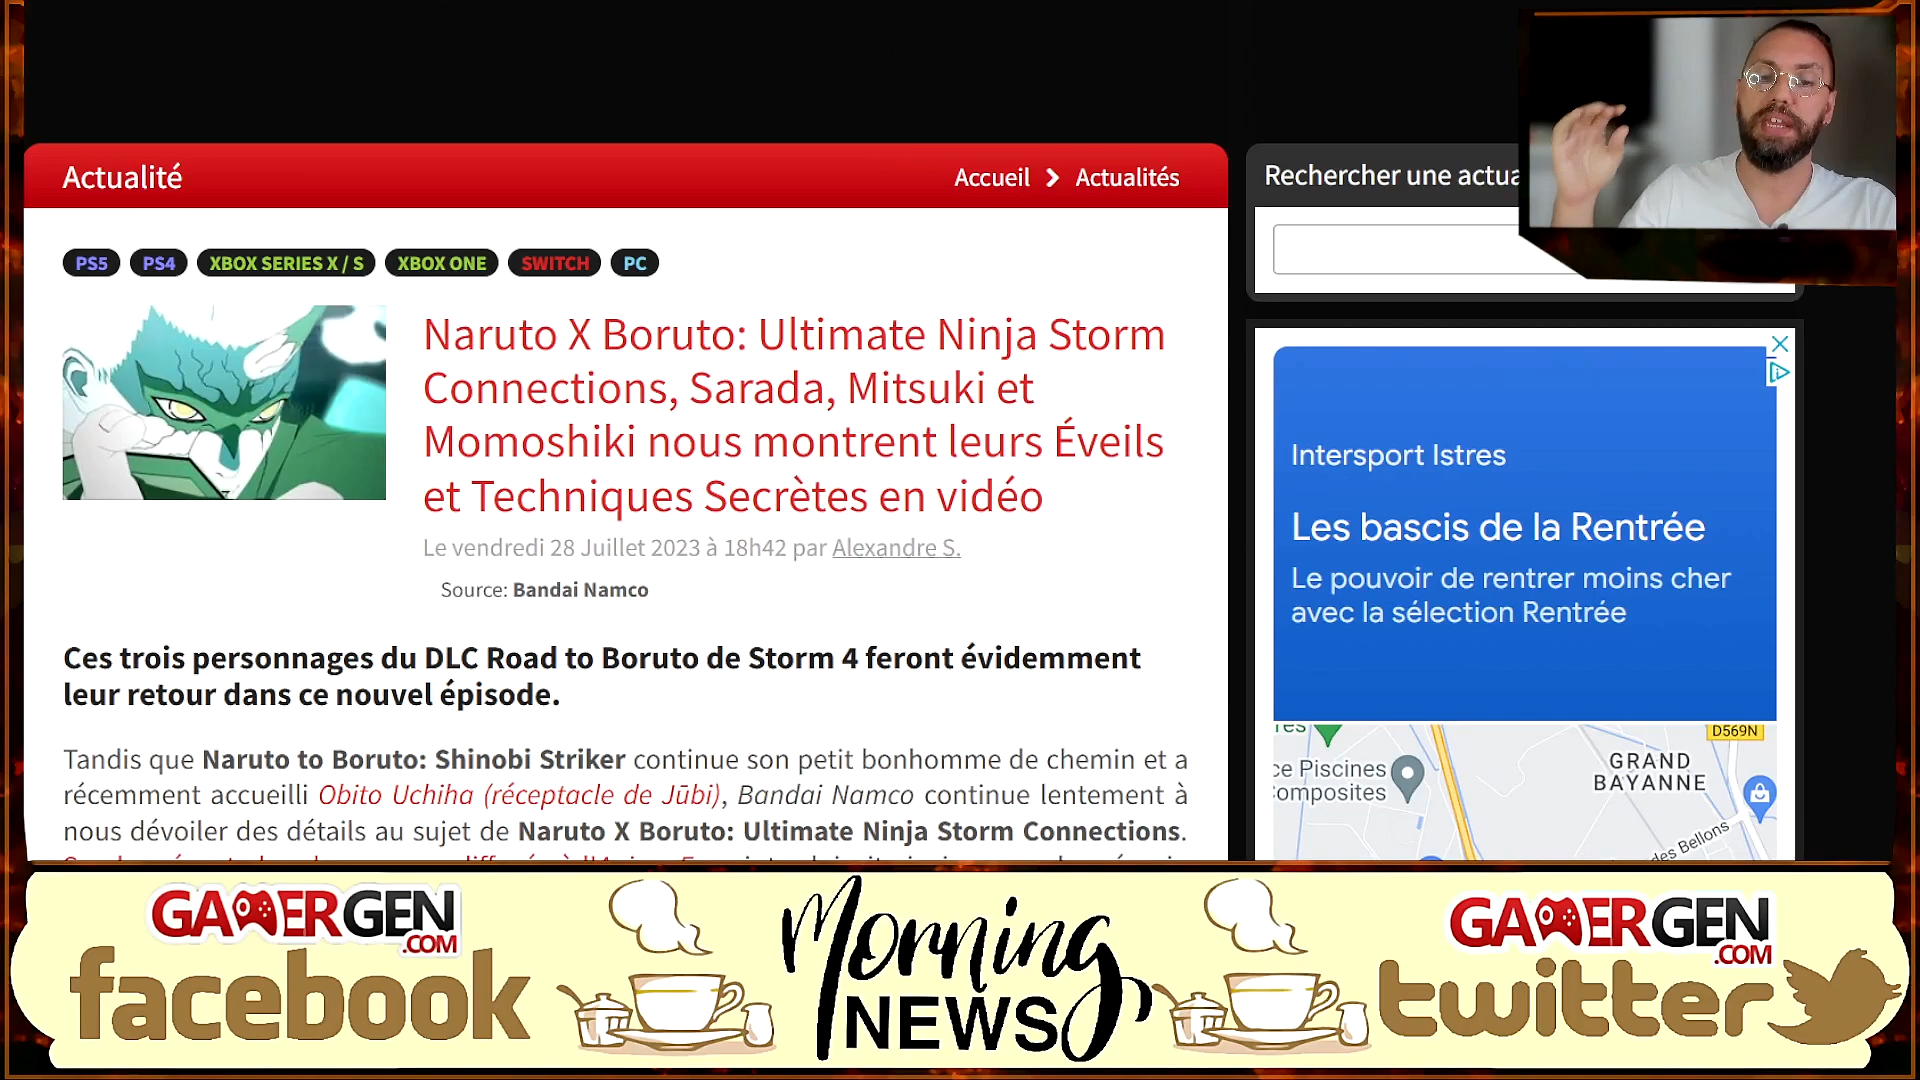 Actualité
Accueil
Actualités
PS5
PS4
XBOX SERIES X / S
XBOX ONE
SWITCH
PC
Naruto X Boruto: Ultimate Ninja Storm
Connections, Sarada, Mitsuki et
Momoshiki nous montrent leurs Éveils
et Techniques Secrètes en vidéo
Le vendredi 28 Juillet 2023 à 18h42 par Alexandre S.
Source: Bandai Namco
Ces trois personnages du DLC Road to Boruto de Storm 4 feront évidemment
leur retour dans ce nouvel épisode.
Tandis que Naruto to Boruto: Shinobi Striker continue son petit bonhomme de chemin et a
récemment accueilli Obito Uchiha (réceptacle de Jūbi), Bandai Namco continue lentement à
nous dévoiler des détails au sujet de Naruto X Boruto: Ultimate Ninja Storm Connections.
Rechercher une actua
Intersport Istres
Les bascis de la Rentrée
Le pouvoir de rentrer moins cher
avec la sélection Rentrée
D569N
ce Piscines
omposites
GRAND
BAYANNE
des Bellons
GAMERGEN
.COM
facebook
Morning
NEWS
GAMERGEN
.COM
twitter